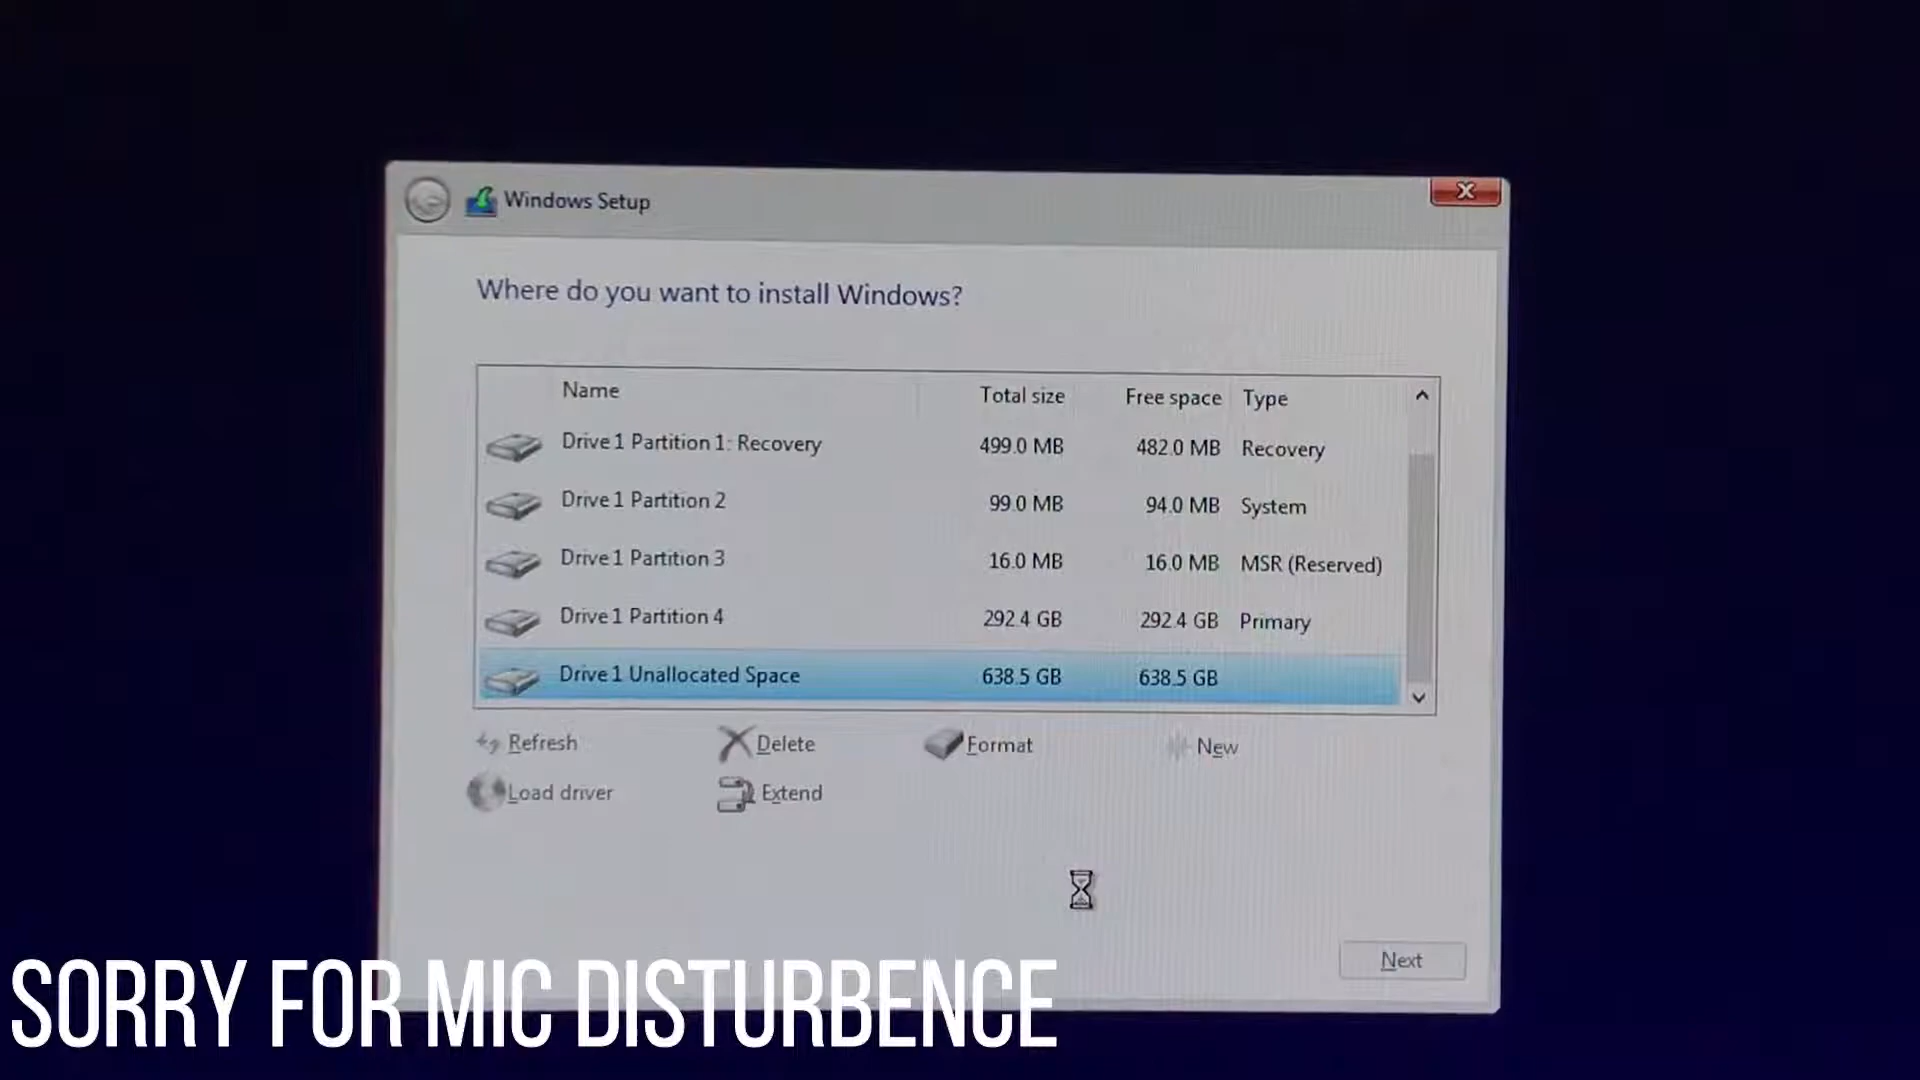 Windows Setup
Where do you want to install Windows?
Name Total size Free space Type
Drive 1 Partition 1: Recovery 499.0 MB 482.0 MB Recovery
Drive 1 Partition 2 99.0 MB 94.0 MB System
Drive 1 Partition 3 16.0 MB 16.0 MB MSR (Reserved)
Drive 1 Partition 4 292.4 GB 292.4 GB Primary
Drive 1 Unallocated Space 638.5 GB 638.5 GB
Refresh Delete Format New
Load driver Extend
Next
SORRY FOR MIC DISTURBENCE